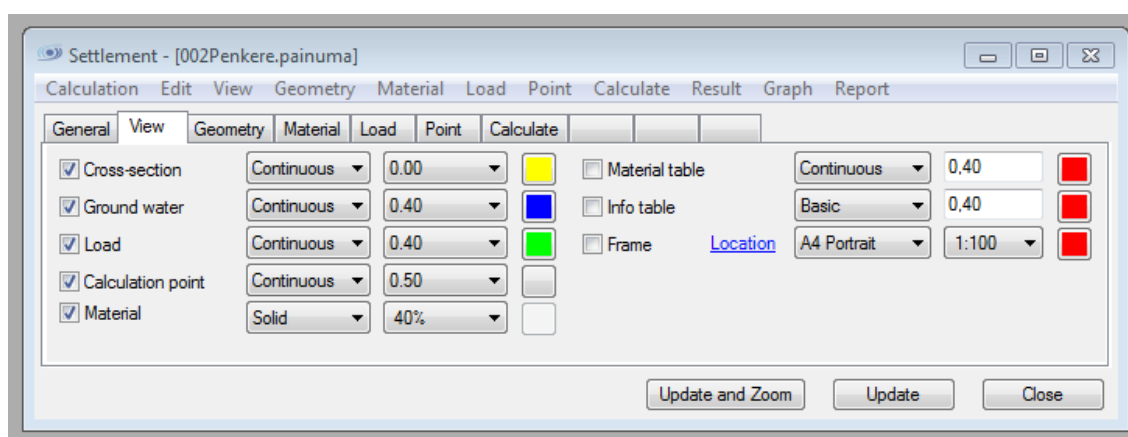 Settlement - [002Penkere.painuma]
Calculation Edit View Geometry Material Load Point Calculate Result Graph Report
General View Geometry Material Load Point Calculate
Cross-section Continuous 0.00 Material table Continuous 0,40
Ground water Continuous 0.40 Info table Basic 0,40
Load Continuous 0.40 Frame Location A4 Portrait 1:100
Calculation point Continuous 0.50
Material Solid 40%
Update and Zoom Update Close